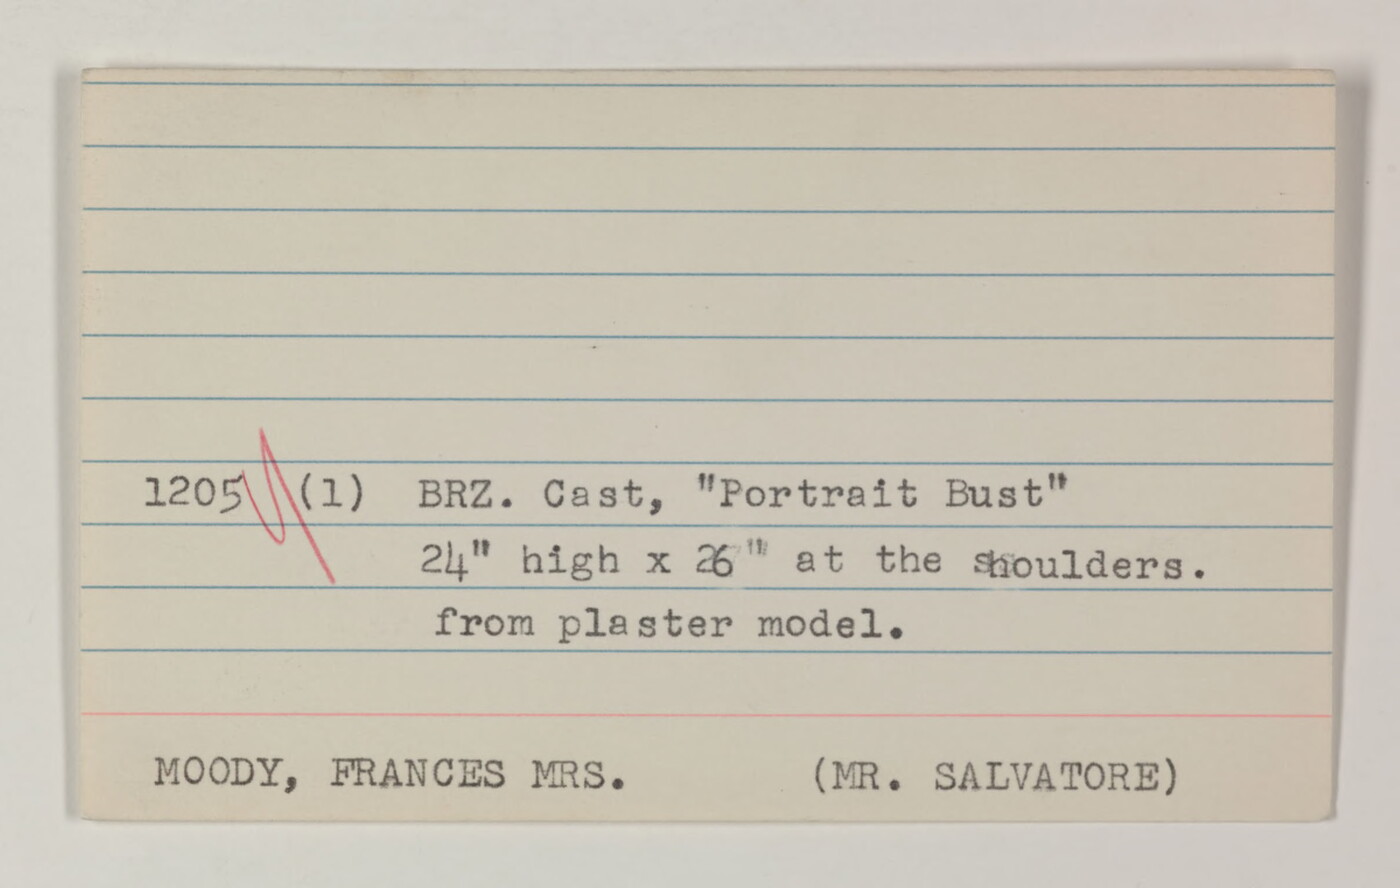 1205 (1) BRZ. Cast, "Portrait Bust"
24" high x 26" at the shoulders.
from plaster model.
MOODY, FRANCES MRS. (MR. SALVATORE)